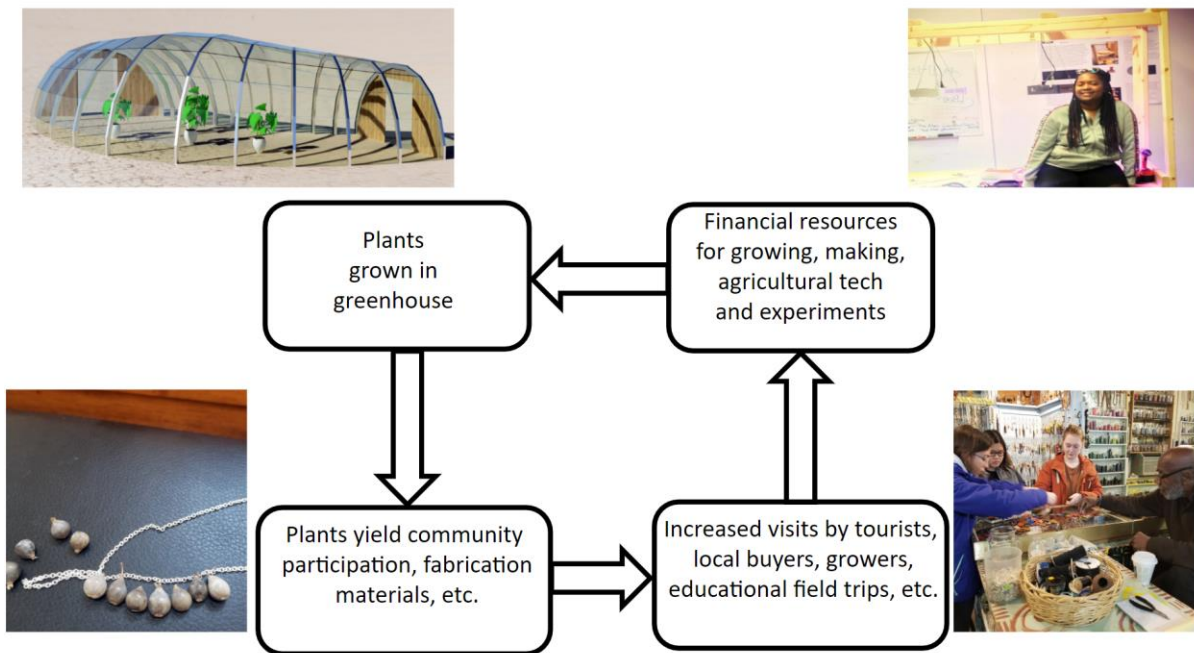 Plants
grown in
greenhouse
Financial resources
for growing, making,
agricultural tech
and experiments
Plants yield community
participation, fabrication
materials, etc.
Increased visits by tourists,
local buyers, growers,
educational field trips, etc.